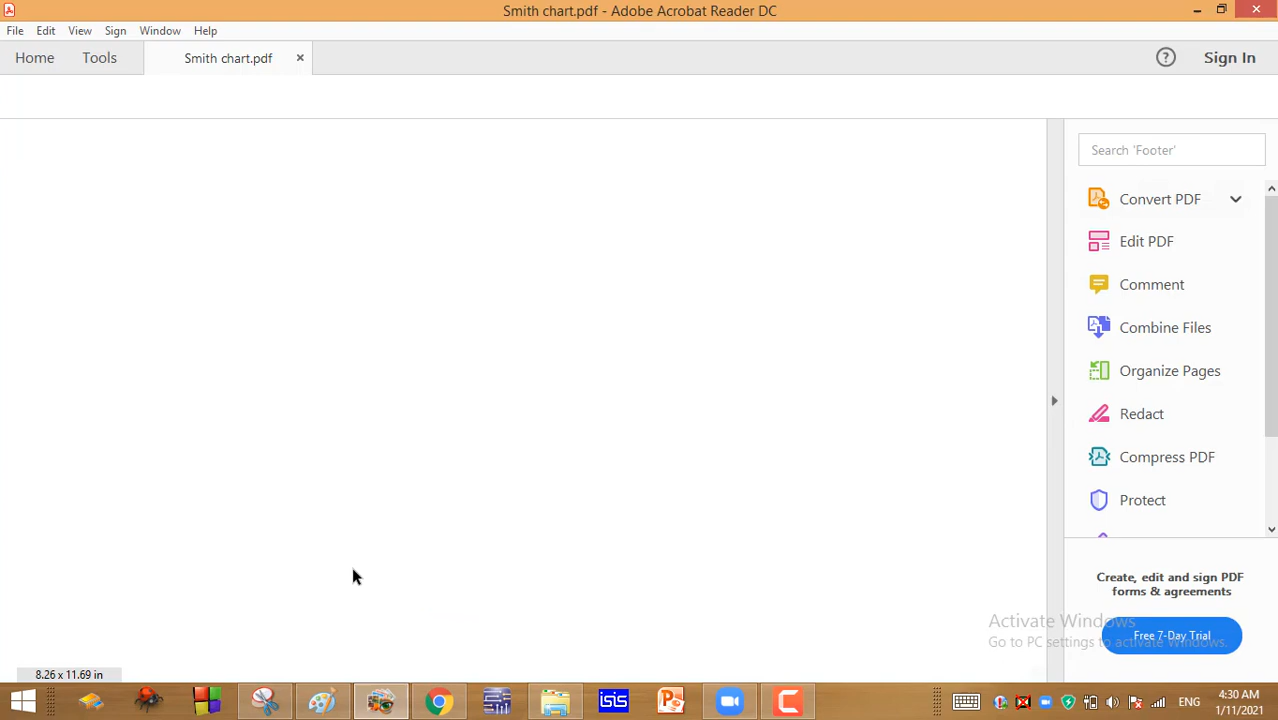 Smith chart.pdf - Adobe Acrobat Reader DC
File Edit View Sign Window Help
Home Tools Smith chart.pdf × ? Sign In
Search 'Footer'
Convert PDF
Edit PDF
Comment
Combine Files
Organize Pages
Redact
Compress PDF
Protect
Create, edit and sign PDF
forms & agreements
Activate Windows
Go to PC settings to activate Windows.
Free 7-Day Trial
8.26 x 11.69 in
isis
ENG
4:30 AM
1/11/2021